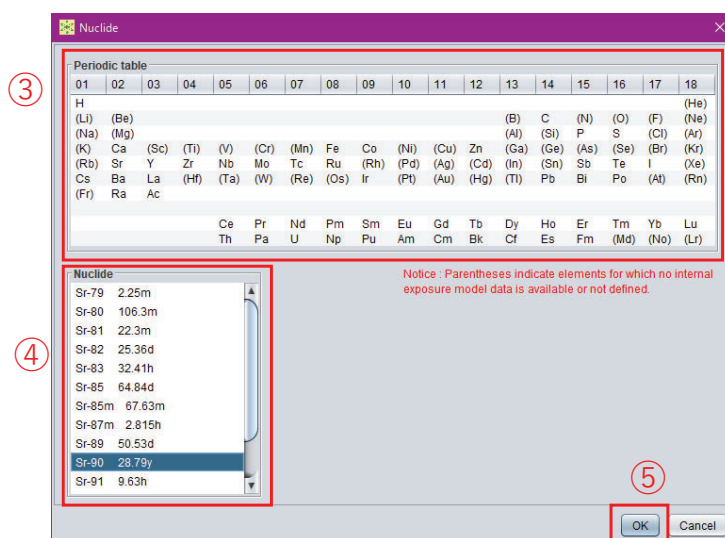 Nuclide
③
Periodic table
01 02 03 04 05 06 07 08 09 10 11 12 13 14 15 16 17 18
H (He)
(Li) (Be) (B) C (N) (O) (F) (Ne)
(Na) (Mg) (Al) (Si) P S (Cl) (Ar)
(K) Ca (Sc) (Ti) (V) (Cr) (Mn) Fe Co (Ni) (Cu) Zn (Ga) (Ge) (As) (Se) (Br) (Kr)
(Rb) Sr Y Zr Nb Mo Tc Ru (Rh) (Pd) (Ag) (Cd) (In) (Sn) Sb Te I (Xe)
Cs Ba La (Hf) (Ta) (W) (Re) (Os) Ir (Pt) (Au) (Hg) (Tl) Pb Bi Po (At) (Rn)
(Fr) Ra Ac
Ce Pr Nd Pm Sm Eu Gd Tb Dy Ho Er Tm Yb Lu
Th Pa U Np Pu Am Cm Bk Cf Es Fm (Md) (No) (Lr)
④
Nuclide
Sr-79 2.25m
Sr-80 106.3m
Sr-81 22.3m
Sr-82 25.36d
Sr-83 32.41h
Sr-85 64.84d
Sr-85m 67.63m
Sr-87m 2.815h
Sr-89 50.53d
Sr-90 28.79y
Sr-91 9.63h
Notice : Parentheses indicate elements for which no internal
exposure model data is available or not defined.
⑤
OK Cancel